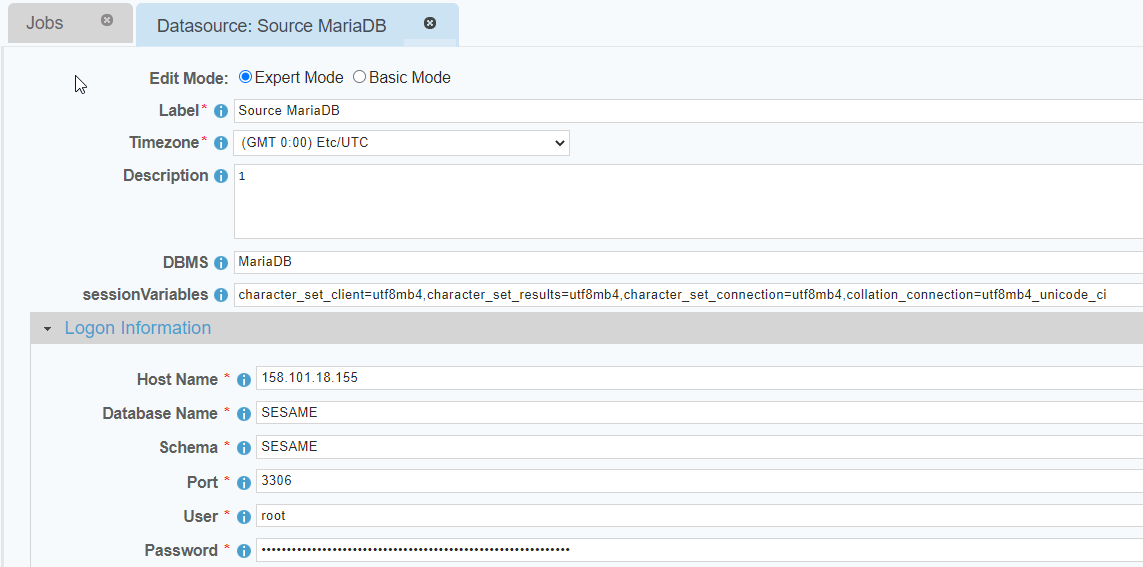 Jobs
Datasource: Source MariaDB
Edit Mode: Expert Mode Basic Mode
Label* Source MariaDB
Timezone* (GMT 0:00) Etc/UTC
Description 1
DBMS MariaDB
sessionVariables character_set_client=utf8mb4,character_set_results=utf8mb4,character_set_connection=utf8mb4,collation_connection=utf8mb4_unicode_ci
Logon Information
Host Name * 158.101.18.155
Database Name * SESAME
Schema * SESAME
Port * 3306
User * root
Password * •••••••••••••••••••••••••••••••••••••••••••••••••••••••••••••